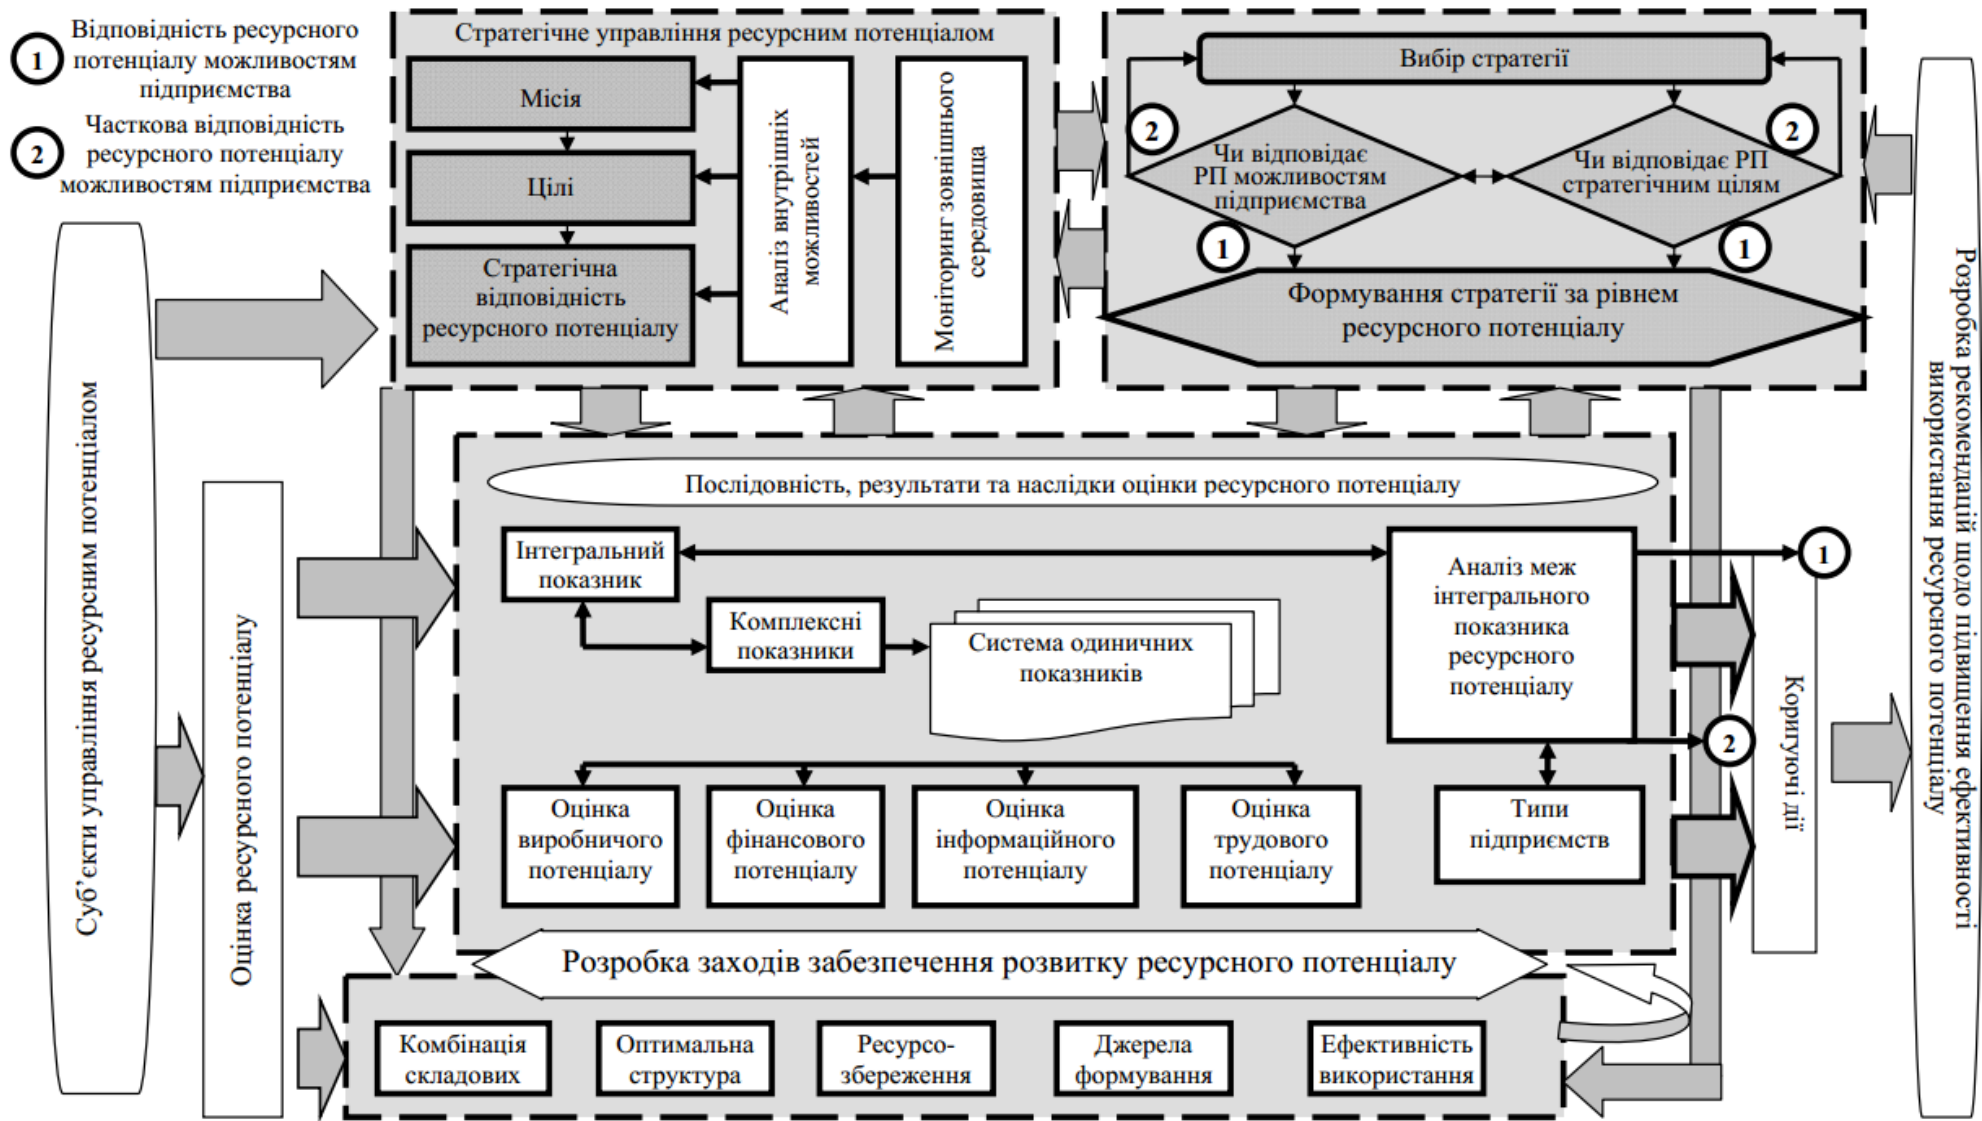 1
Відповідність ресурсного
потенціалу можливостям
підприємства
2
Часткова відповідність
ресурсного потенціалу
можливостям підприємства
Суб’єкти управління ресурсним потенціалом
Оцінка ресурсного потенціалу
Стратегічне управління ресурсним потенціалом
Місія
Цілі
Стратегічна
відповідність
ресурсного потенціалу
Аналіз внутрішніх
можливостей
Моніторинг зовнішнього
середовища
Вибір стратегії
2
2
Чи відповідає
РП можливостям
підприємства
Чи відповідає РП
стратегічним цілям
1
1
Формування стратегії за рівнем
ресурсного потенціалу
Послідовність, результати та наслідки оцінки ресурсного потенціалу
Інтегральний
показник
Комплексні
показники
Система одиничних
показників
Аналіз меж
інтегрального
показника
ресурсного
потенціалу
1
2
Оцінка
виробничого
потенціалу
Оцінка
фінансового
потенціалу
Оцінка
інформаційного
потенціалу
Оцінка
трудового
потенціалу
Типи
підприємств
Коригуючі дії
Розробка рекомендацій щодо підвищення ефективності
використання ресурсного потенціалу
Розробка заходів забезпечення розвитку ресурсного потенціалу
Комбінація
складових
Оптимальна
структура
Ресурсо-
збереження
Джерела
формування
Ефективність
використання